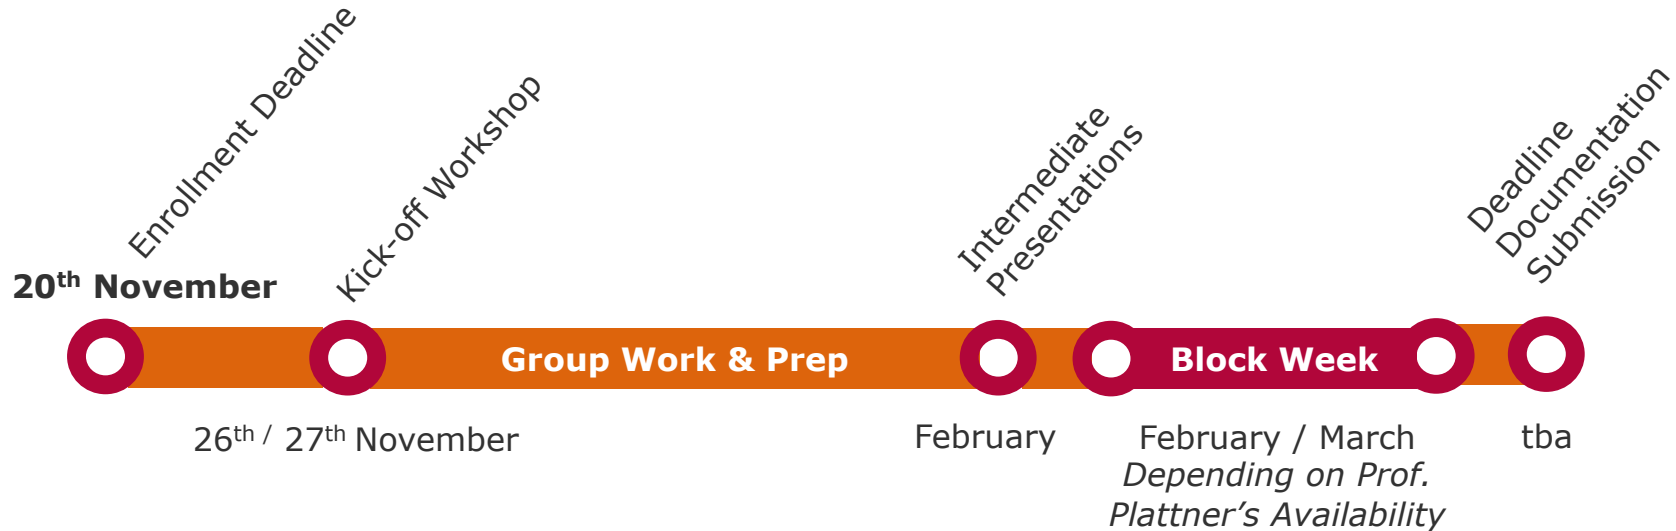 Enrollment Deadline
Kick-off Workshop
Intermediate
Presentations
Deadline
Documentation
Submission
20th November
Group Work & Prep
Block Week
26th / 27th November
February
February / March
Depending on Prof.
Plattner’s Availability
tba